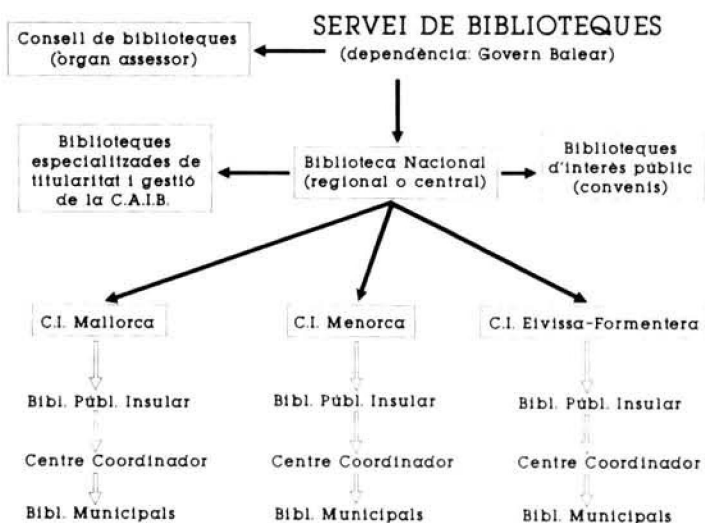 SERVEI DE BIBLIOTEQUES
(dependència: Govern Balear)
Consell de biblioteques
(òrgan assessor)
Biblioteques
especialitzades de
titularitat i gestió
de la C.A.I.B.
Biblioteca Nacional
(regional o central)
Biblioteques
d'interès públic
(convenis)
C.I. Mallorca
C.I. Menorca
C.I. Eivissa-Formentera
Bibl. Públ. Insular
Bibl. Públ. Insular
Bibl. Públ. Insular
Centre Coordinador
Centre Coordinador
Centre Coordinador
Bibl. Municipals
Bibl. Municipals
Bibl. Municipals